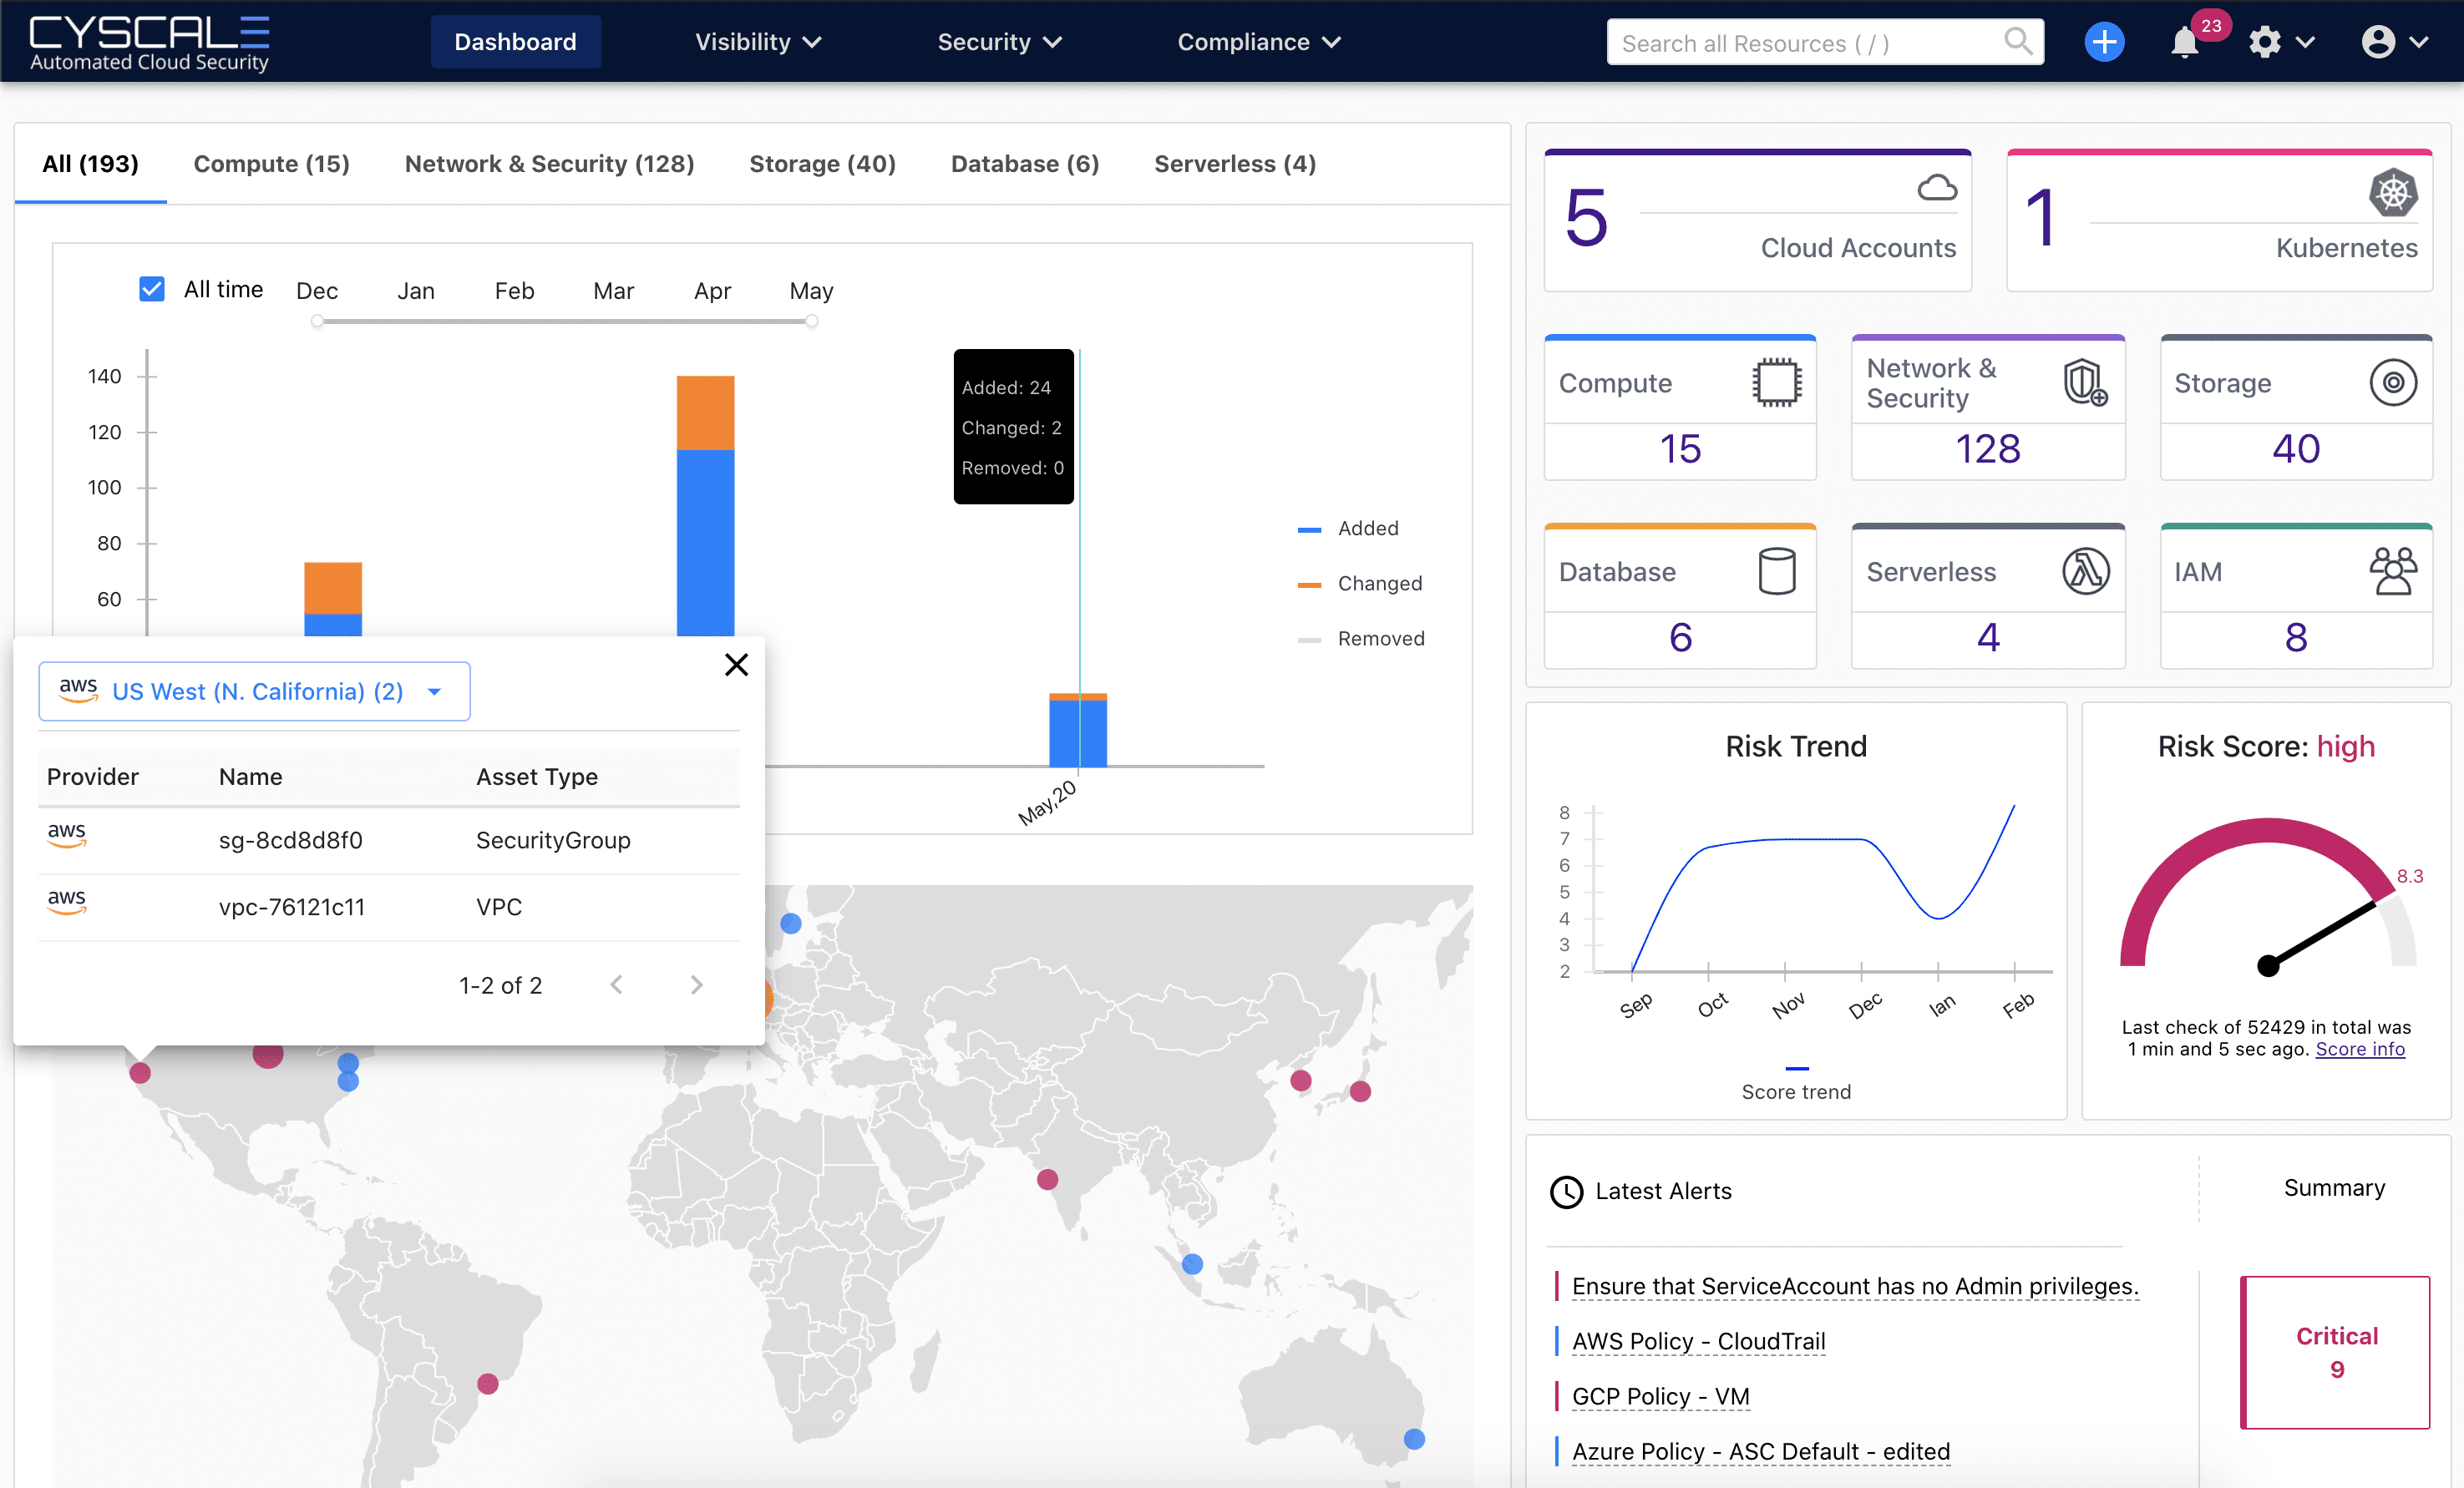 CYSCALE
Automated Cloud Security
Dashboard
Visibility
Security
Compliance
Search all Resources ( / )
23
All (193)
Compute (15)
Network & Security (128)
Storage (40)
Database (6)
Serverless (4)
All time
Dec
Jan
Feb
Mar
Apr
May
140
120
100
80
60
Added: 24
Changed: 2
Removed: 0
Added
Changed
Removed
May,20
aws US West (N. California) (2)
Provider Name Asset Type
aws sg-8cd8d8f0 SecurityGroup
aws vpc-76121c11 VPC
1-2 of 2
5
Cloud Accounts
1
Kubernetes
Compute
15
Network &
Security
128
Storage
40
Database
6
Serverless
4
IAM
8
Risk Trend
8
7
6
5
4
3
2
Sep
Oct
Nov
Dec
Jan
Feb
Score trend
Risk Score: high
8.3
Last check of 52429 in total was
1 min and 5 sec ago. Score info
Latest Alerts
Summary
Ensure that ServiceAccount has no Admin privileges.
AWS Policy - CloudTrail
GCP Policy - VM
Azure Policy - ASC Default - edited
Critical
9